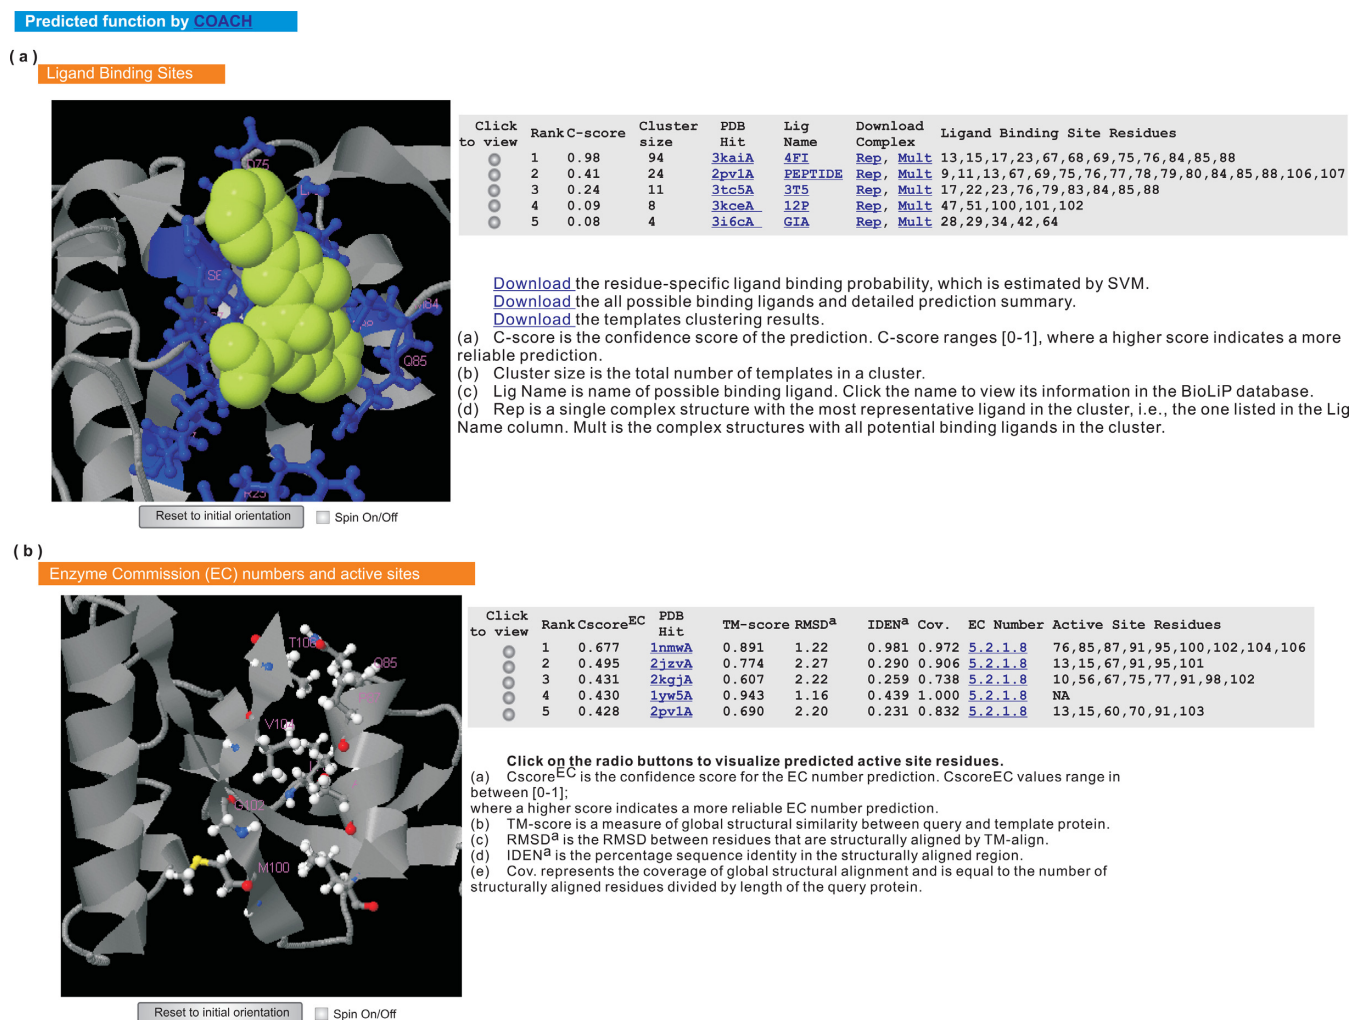 Predicted function by COACH
( a )
Ligand Binding Sites
Click to view Rank C-score Cluster size PDB Hit Lig Name Download Complex Ligand Binding Site Residues
1 0.98 94 3kaiA 4FI Rep, Mult 13,15,17,23,67,68,69,75,76,84,85,88
2 0.41 24 2pv1A PEPTIDE Rep, Mult 9,11,13,67,69,75,76,77,78,79,80,84,85,88,106,107
3 0.24 11 3tc5A 3T5 Rep, Mult 17,22,23,76,79,83,84,85,88
4 0.09 8 3kceA 12P Rep, Mult 47,51,100,101,102
5 0.08 4 3i6cA GIA Rep, Mult 28,29,34,42,64
Q85
R23
Download the residue-specific ligand binding probability, which is estimated by SVM.
Download the all possible binding ligands and detailed prediction summary.
Download the templates clustering results.
(a) C-score is the confidence score of the prediction. C-score ranges [0-1], where a higher score indicates a more
reliable prediction.
(b) Cluster size is the total number of templates in a cluster.
(c) Lig Name is name of possible binding ligand. Click the name to view its information in the BioLiP database.
(d) Rep is a single complex structure with the most representative ligand in the cluster, i.e., the one listed in the Lig
Name column. Mult is the complex structures with all potential binding ligands in the cluster.
Reset to initial orientation Spin On/Off
( b )
Enzyme Commission (EC) numbers and active sites
Click to view Rank CscoreEC PDB Hit TM-score RMSDa IDENa Cov. EC Number Active Site Residues
1 0.677 1nmwA 0.891 1.22 0.981 0.972 5.2.1.8 76,85,87,91,95,100,102,104,106
2 0.495 2jzvA 0.774 2.27 0.290 0.906 5.2.1.8 13,15,67,91,95,101
3 0.431 2kgjA 0.607 2.22 0.259 0.738 5.2.1.8 10,56,67,75,77,91,98,102
4 0.430 1yw5A 0.943 1.16 0.439 1.000 5.2.1.8 NA
5 0.428 2pv1A 0.690 2.20 0.231 0.832 5.2.1.8 13,15,60,70,91,103
T106
Q85
V104
G102
M100
Click on the radio buttons to visualize predicted active site residues.
(a) CscoreEC is the confidence score for the EC number prediction. CscoreEC values range in
between [0-1];
where a higher score indicates a more reliable EC number prediction.
(b) TM-score is a measure of global structural similarity between query and template protein.
(c) RMSDa is the RMSD between residues that are structurally aligned by TM-align.
(d) IDENa is the percentage sequence identity in the structurally aligned region.
(e) Cov. represents the coverage of global structural alignment and is equal to the number of
structurally aligned residues divided by length of the query protein.
Reset to initial orientation Spin On/Off